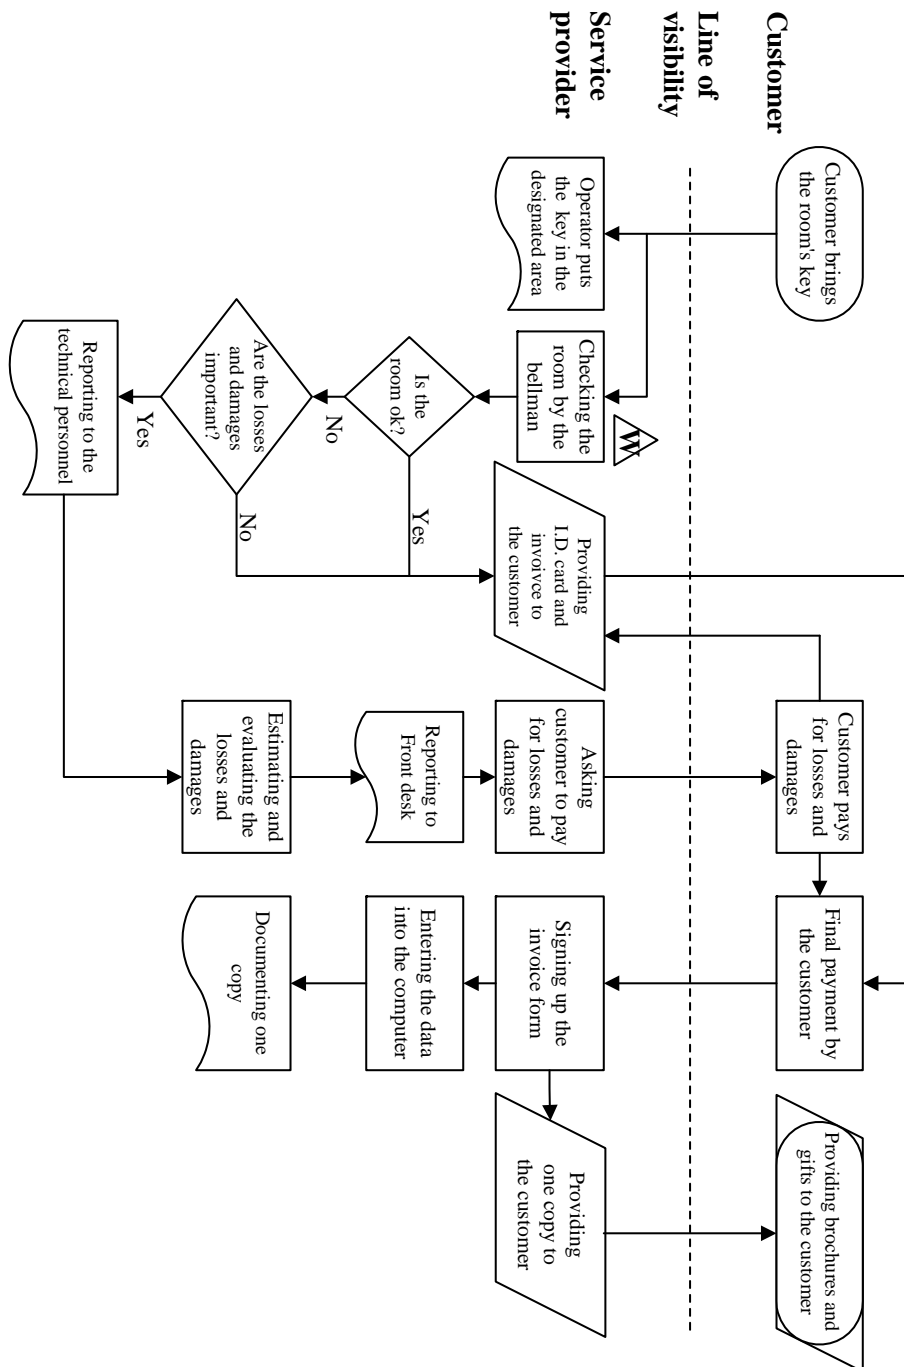 Customer
Line of
visibility
Service
provider
Customer brings
the room's key
Operator puts
the key in the
designated area
Checking the
room by the
bellman
W
Is the
room ok?
No
Yes
Are the losses
and damages
important?
Yes
No
Reporting to the
technical personnel
Providing
I.D. card and
invoivce to
the customer
Customer pays
for losses and
damages
Asking
customer to pay
for losses and
damages
Reporting to
Front desk
Estimating and
evaluating the
losses and
damages
Final payment by
the customer
Signing up the
invoice form
Entering the data
into the computer
Documenting one
copy
Providing
one copy to
the customer
Providing brochures and
gifts to the customer